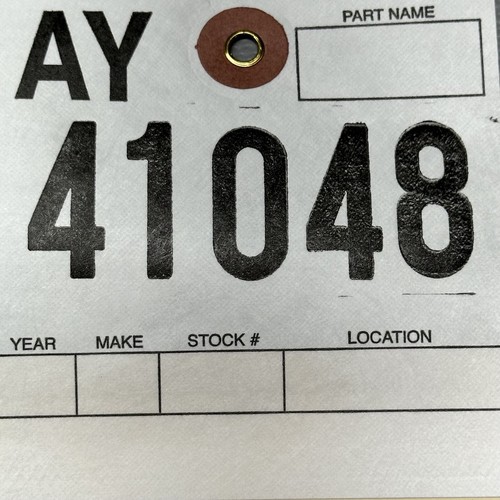 AY
PART NAME
41048
YEAR MAKE STOCK # LOCATION